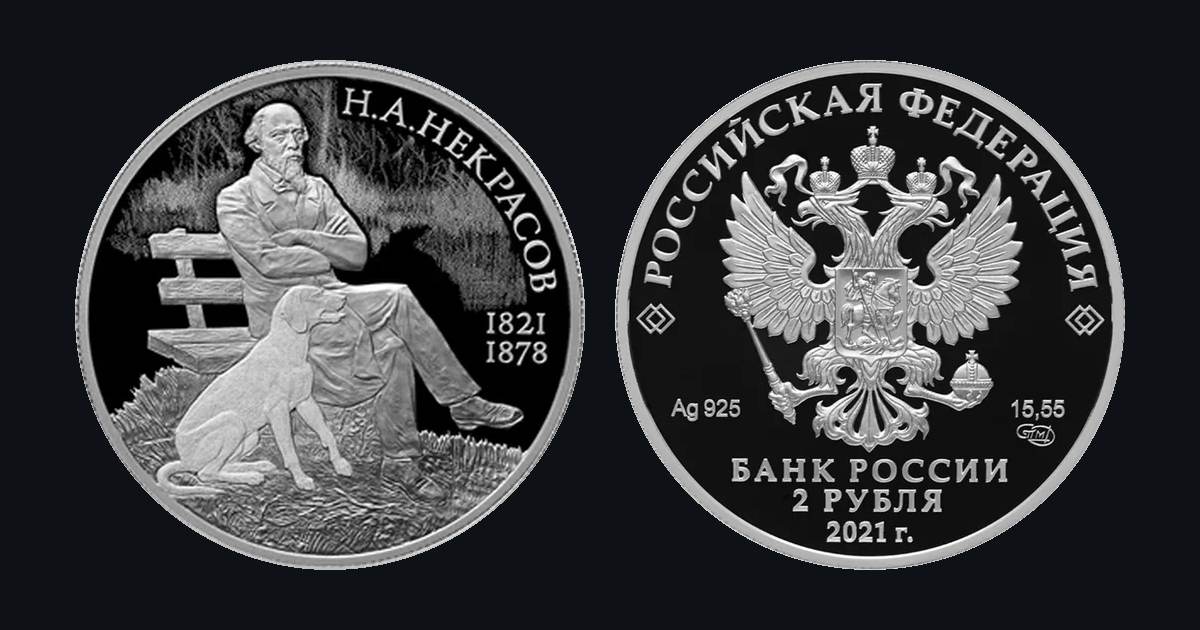 Н.А.НЕКРАСОВ
1821
1878
РОССИЙСКАЯ ФЕДЕРАЦИЯ
Ag 925
15,55
СПМД
БАНК РОССИИ
2 РУБЛЯ
2021 г.